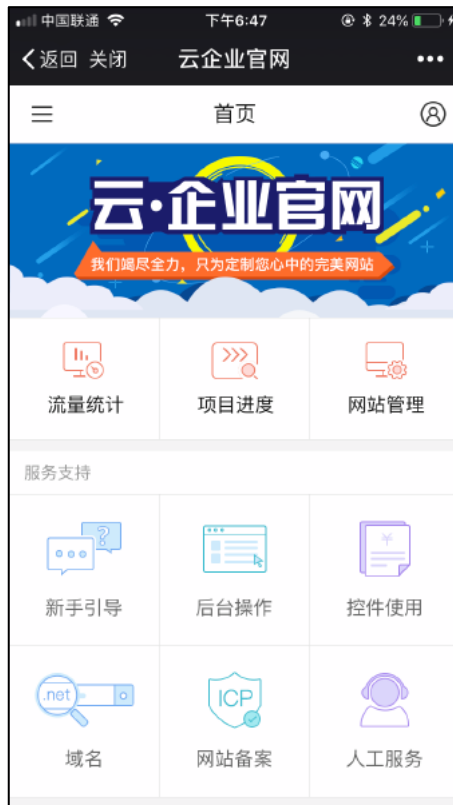 中国联通 下午6:47 24%
返回 关闭 云企业官网
首页
云·企业官网
我们竭尽全力，只为定制您心中的完美网站
流量统计 项目进度 网站管理
服务支持
?
¥
新手引导 后台操作 控件使用
.net ICP
域名 网站备案 人工服务